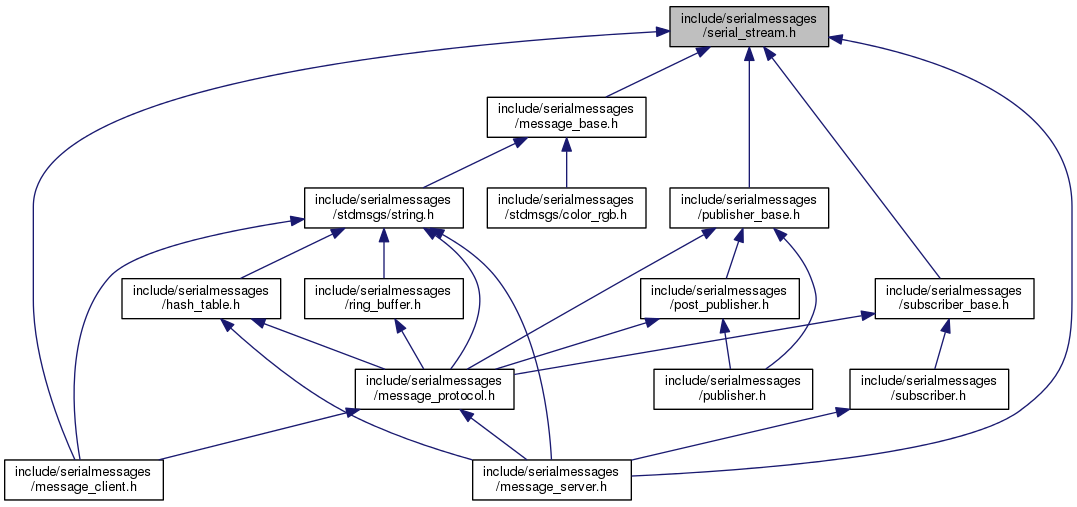 include/serialmessages
/serial_stream.h
include/serialmessages
/message_base.h
include/serialmessages
/stdmsgs/string.h
include/serialmessages
/stdmsgs/color_rgb.h
include/serialmessages
/publisher_base.h
include/serialmessages
/hash_table.h
include/serialmessages
/ring_buffer.h
include/serialmessages
/post_publisher.h
include/serialmessages
/subscriber_base.h
include/serialmessages
/message_protocol.h
include/serialmessages
/publisher.h
include/serialmessages
/subscriber.h
include/serialmessages
/message_client.h
include/serialmessages
/message_server.h